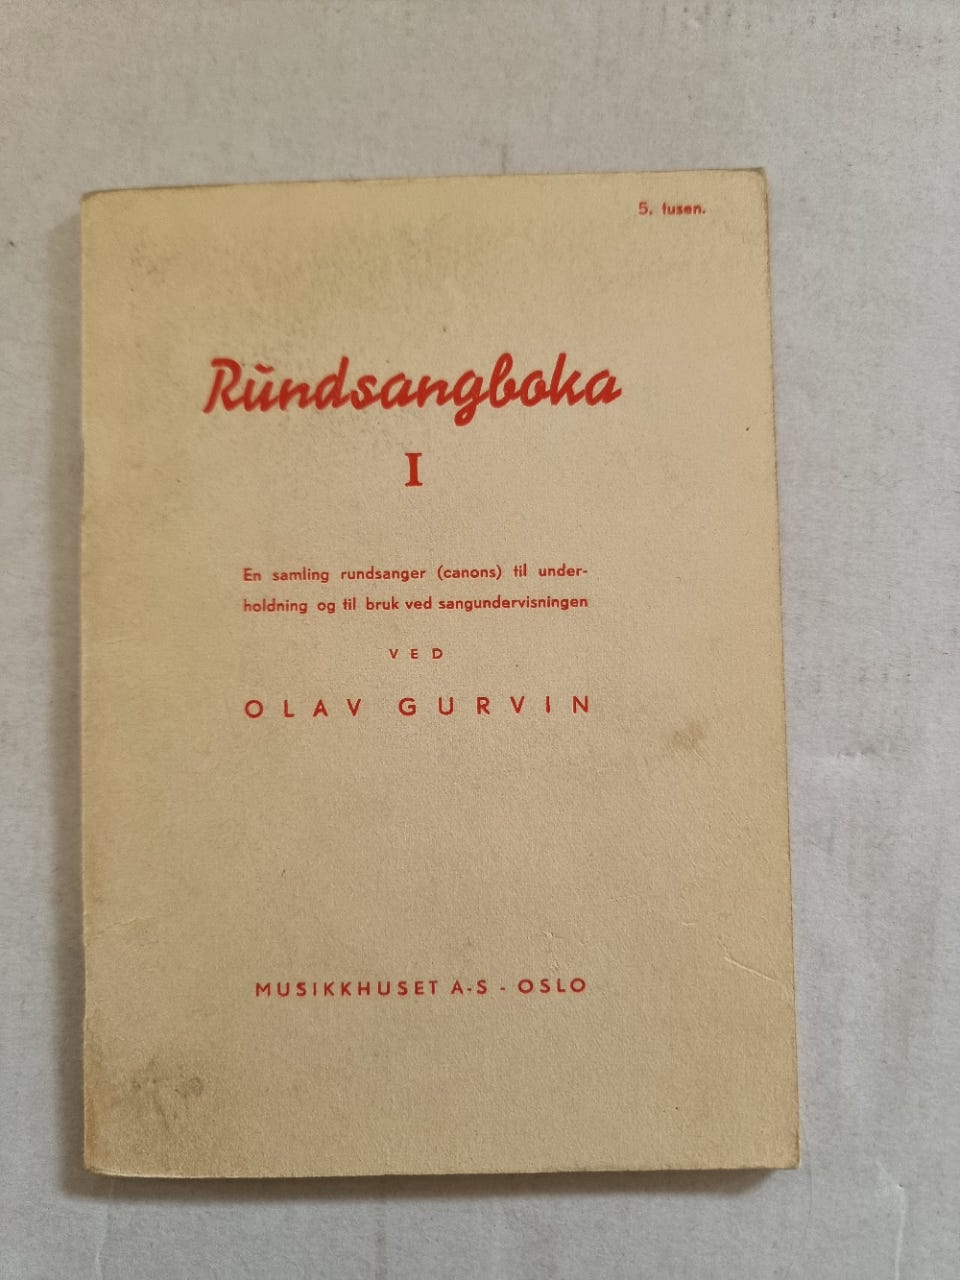 5. tusen.
Rundsangboka
I
En samling rundsanger (canons) til under-
holdning og til bruk ved sangundervisningen
VED
OLAV GURVIN
MUSIKKHUSET A-S - OSLO